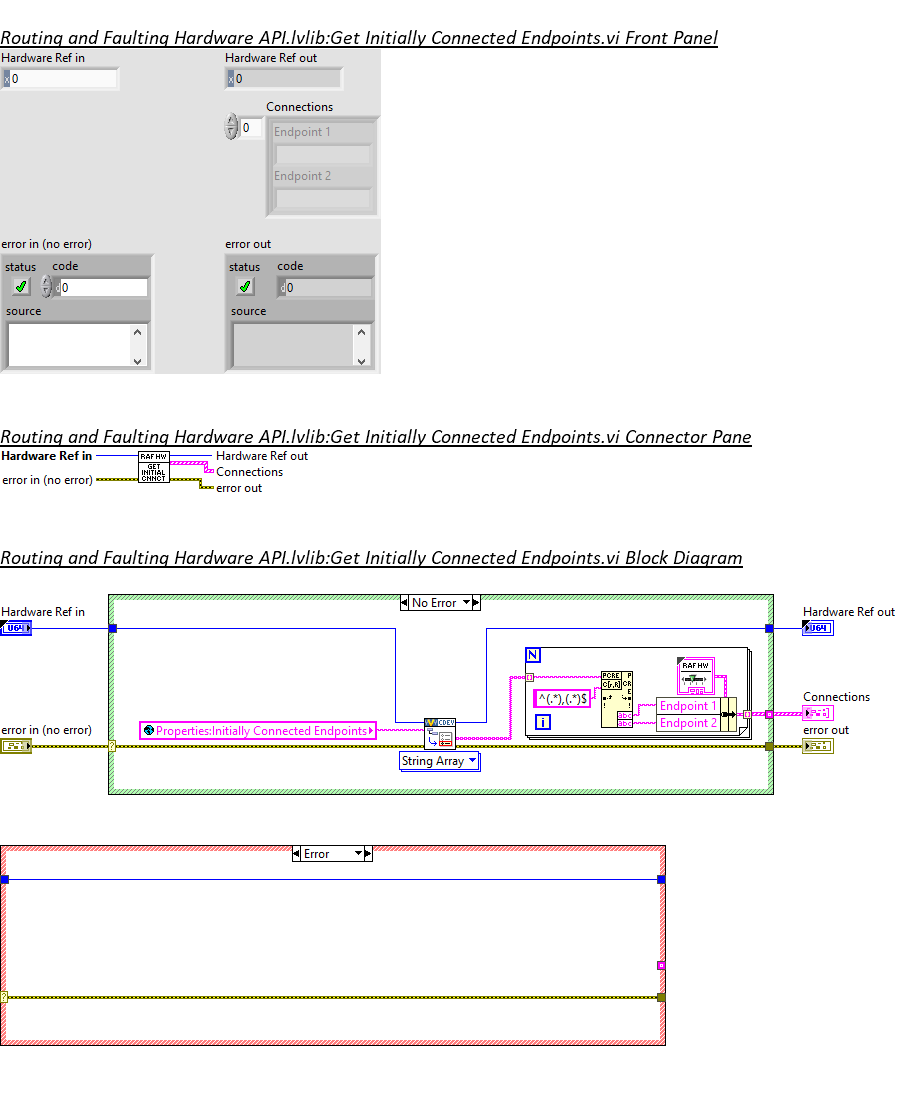 Routing and Faulting Hardware API.lvlib:Get Initially Connected Endpoints.vi Front Panel
Hardware Ref in
Hardware Ref out
x 0
x 0
Connections
0
Endpoint 1
Endpoint 2
error in (no error)
error out
status code
status code
d 0
d 0
source
source
Routing and Faulting Hardware API.lvlib:Get Initially Connected Endpoints.vi Connector Pane
Hardware Ref in
RAF HW
GET
INITIAL
CNNCT
Hardware Ref out
Connections
error in (no error)
error out
Routing and Faulting Hardware API.lvlib:Get Initially Connected Endpoints.vi Block Diagram
No Error
Hardware Ref in
Hardware Ref out
U64
U64
N
RAF HW
PCRE
^(.*),(.*)$
Endpoint 1
Endpoint 2
abc
abc
i
Connections
error in (no error)
error out
Properties:Initially Connected Endpoints
CDEV
?
String Array
Error
?